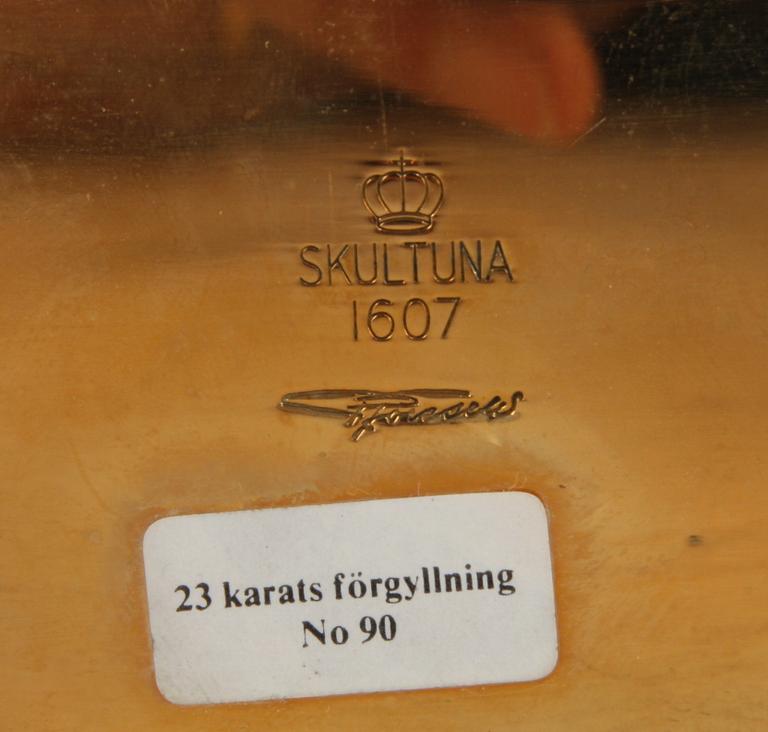 SKULTUNA
1607
23 karats förgyllning
No 90